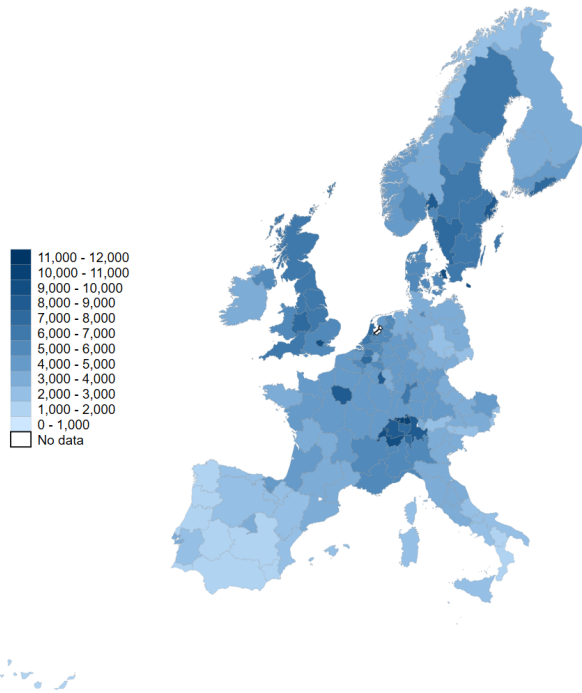 11,000 - 12,000
10,000 - 11,000
9,000 - 10,000
8,000 - 9,000
7,000 - 8,000
6,000 - 7,000
5,000 - 6,000
4,000 - 5,000
3,000 - 4,000
2,000 - 3,000
1,000 - 2,000
0 - 1,000
No data